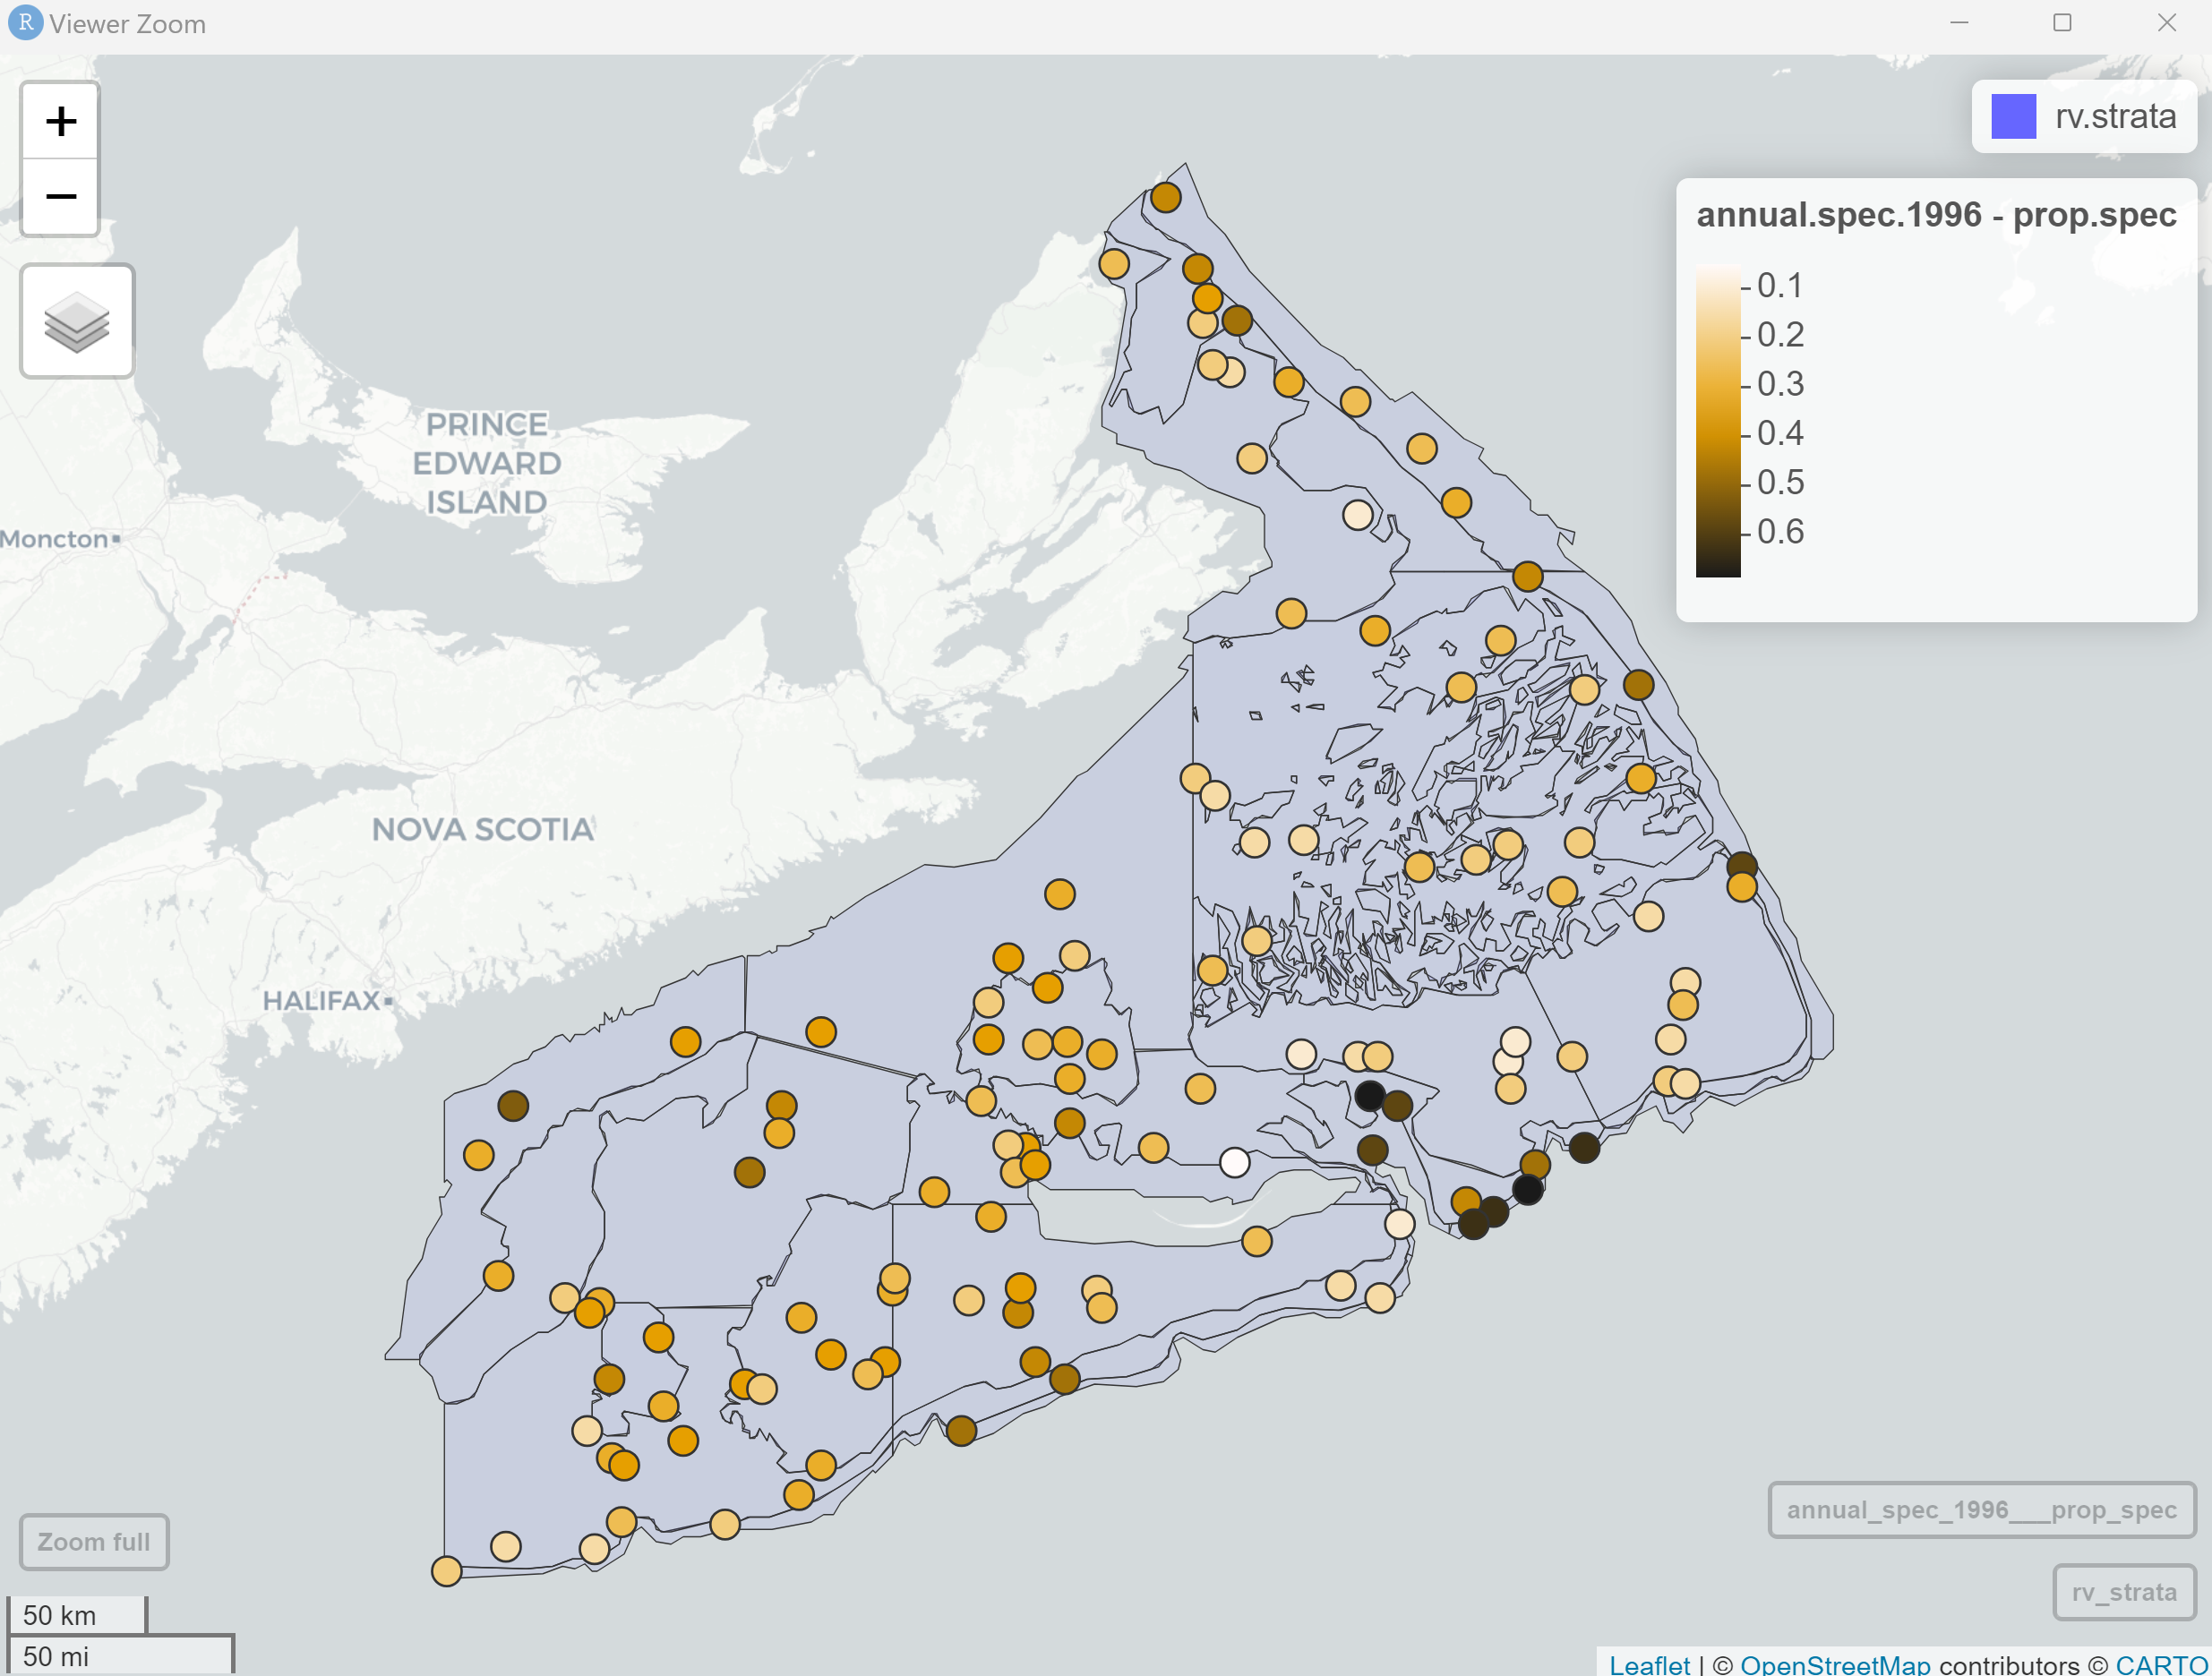 R Viewer Zoom
+
−
rv.strata
annual.spec.1996 - prop.spec
0.1
0.2
0.3
0.4
0.5
0.6
PRINCE
EDWARD
ISLAND
Moncton
NOVA SCOTIA
HALIFAX
annual_spec_1996___prop_spec
Zoom full
rv_strata
50 km
50 mi
Leaflet | © OpenStreetMap contributors © CARTO